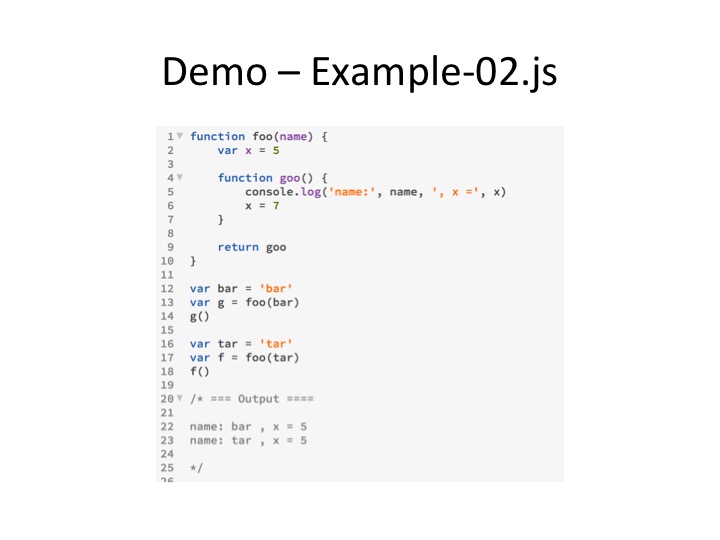 Demo – Example-02.js
1 function foo(name) {
2     var x = 5
3
4     function goo() {
5         console.log('name:', name, ', x =', x)
6         x = 7
7     }
8
9     return goo
10 }
11
12 var bar = 'bar'
13 var g = foo(bar)
14 g()
15
16 var tar = 'tar'
17 var f = foo(tar)
18 f()
19
20 /* === Output ====
21
22 name: bar , x = 5
23 name: tar , x = 5
24
25 */
26